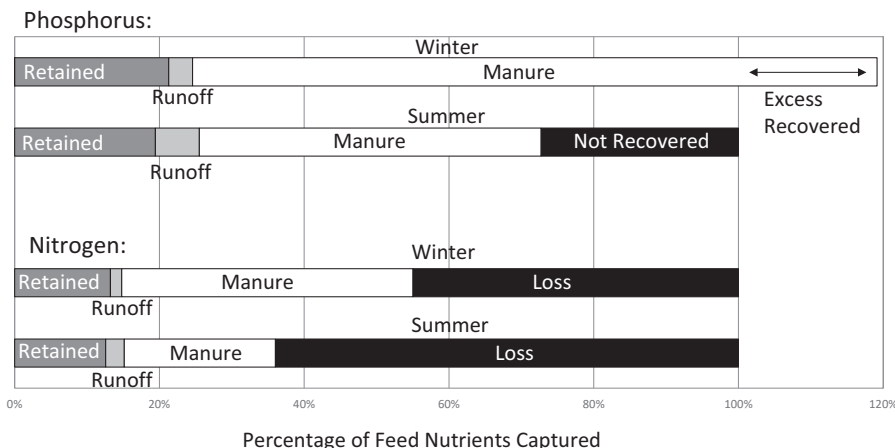 Phosphorus:
Winter
Retained Manure
Runoff
Excess
Recovered
Summer
Retained Manure Not Recovered
Runoff
Nitrogen:
Winter
Retained Manure Loss
Runoff
Summer
Retained Manure Loss
Runoff
0% 20% 40% 60% 80% 100% 120%
Percentage of Feed Nutrients Captured